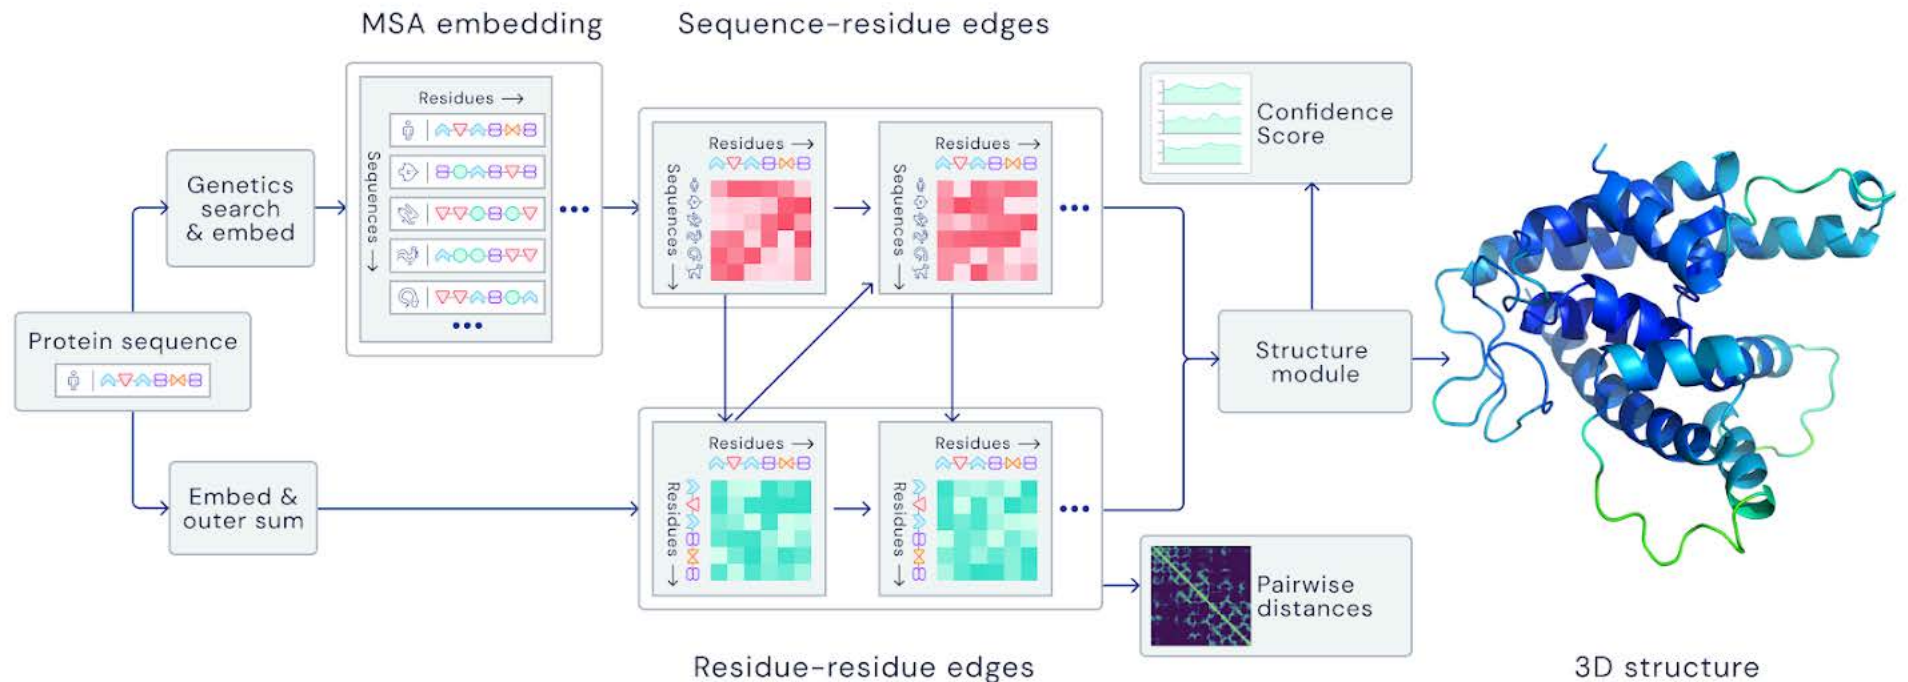 MSA embedding
Sequence-residue edges
Residues →
Sequences →
•••
•••
Genetics
search
& embed
Protein sequence
Embed &
outer sum
Residues →
Sequences →
Residues →
Sequences →
•••
Residues →
Residues →
Residues →
Residues →
•••
Residue-residue edges
Confidence
Score
Structure
module
Pairwise
distances
3D structure